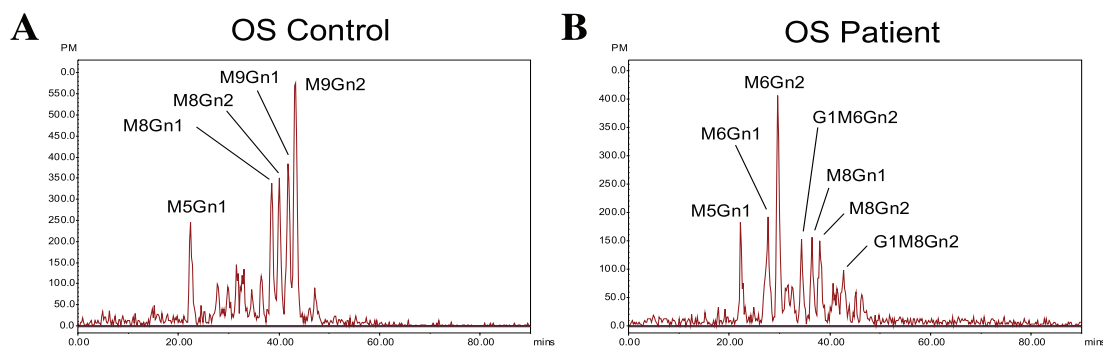 A
OS Control
PM
0.0
550.0
500.0
450.0
400.0
350.0
300.0
250.0
200.0
150.0
100.0
50.0
0.0
M9Gn1
M9Gn2
M8Gn2
M8Gn1
M5Gn1
0.00
20.00
40.00
60.00
80.00
mins
B
OS Patient
PM
0.0
400.0
350.0
300.0
250.0
200.0
150.0
100.0
50.0
0.0
M6Gn2
M6Gn1
G1M6Gn2
M8Gn1
M5Gn1
M8Gn2
G1M8Gn2
0.00
20.00
40.00
60.00
80.00
mins